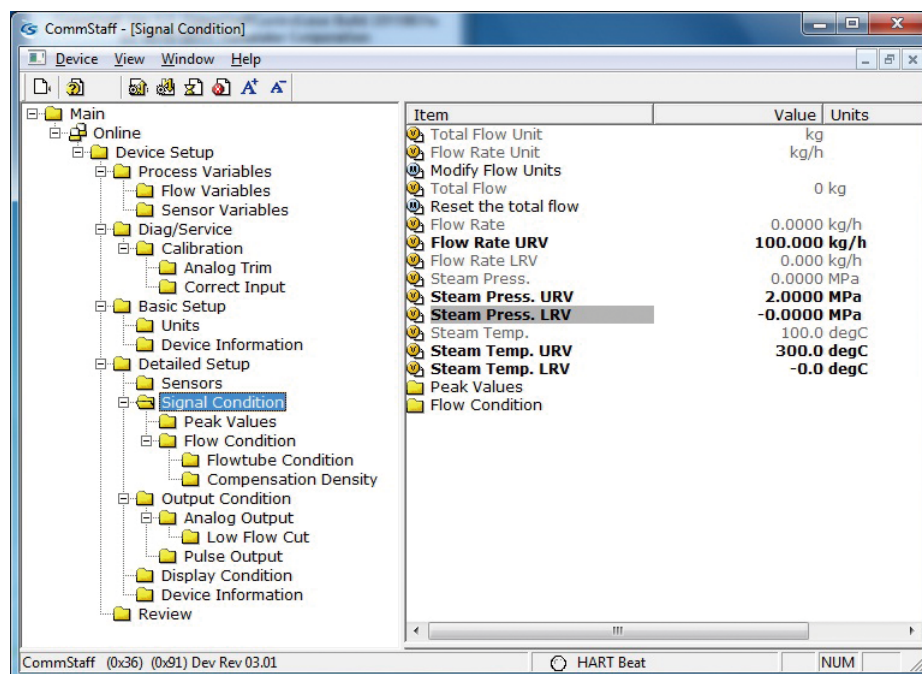 CommStaff - [Signal Condition]
Device View Window Help
Main
Online
Device Setup
Process Variables
Flow Variables
Sensor Variables
Diag/Service
Calibration
Analog Trim
Correct Input
Basic Setup
Units
Device Information
Detailed Setup
Sensors
Signal Condition
Peak Values
Flow Condition
Flowtube Condition
Compensation Density
Output Condition
Analog Output
Low Flow Cut
Pulse Output
Display Condition
Device Information
Review
Item Value Units
Total Flow Unit kg
Flow Rate Unit kg/h
Modify Flow Units
Total Flow 0 kg
Reset the total flow
Flow Rate 0.0000 kg/h
Flow Rate URV 100.000 kg/h
Flow Rate LRV 0.000 kg/h
Steam Press. 0.0000 MPa
Steam Press. URV 2.0000 MPa
Steam Press. LRV -0.0000 MPa
Steam Temp. 100.0 degC
Steam Temp. URV 300.0 degC
Steam Temp. LRV -0.0 degC
Peak Values
Flow Condition
CommStaff (0x36) (0x91) Dev Rev 03.01 HART Beat NUM